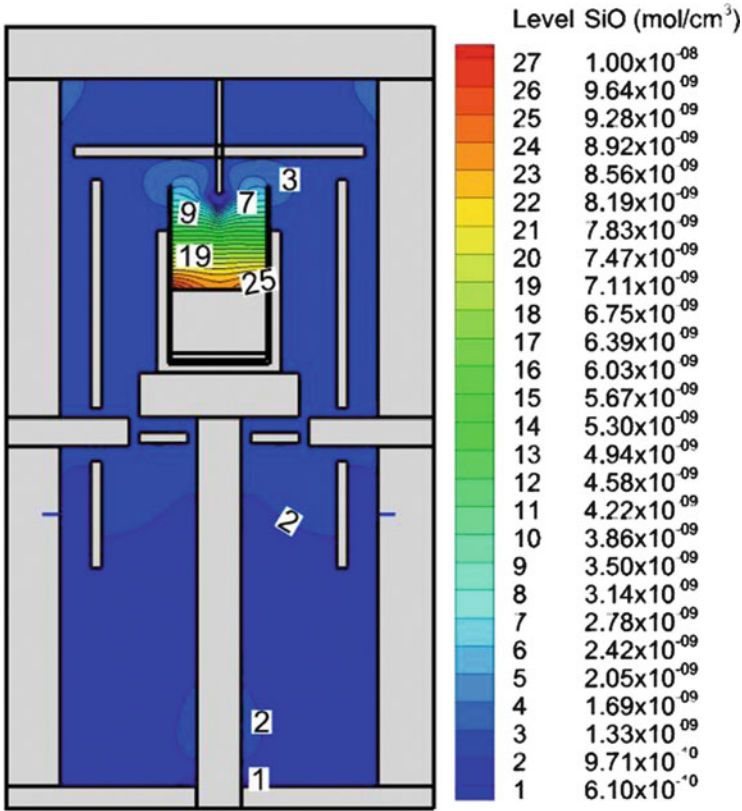 Level SiO (mol/cm³)
27 1.00x10⁻⁰⁸
26 9.64x10⁻⁰⁹
25 9.28x10⁻⁰⁹
24 8.92x10⁻⁰⁹
23 8.56x10⁻⁰⁹
22 8.19x10⁻⁰⁹
21 7.83x10⁻⁰⁹
20 7.47x10⁻⁰⁹
19 7.11x10⁻⁰⁹
18 6.75x10⁻⁰⁹
17 6.39x10⁻⁰⁹
16 6.03x10⁻⁰⁹
15 5.67x10⁻⁰⁹
14 5.30x10⁻⁰⁹
13 4.94x10⁻⁰⁹
12 4.58x10⁻⁰⁹
11 4.22x10⁻⁰⁹
10 3.86x10⁻⁰⁹
9 3.50x10⁻⁰⁹
8 3.14x10⁻⁰⁹
7 2.78x10⁻⁰⁹
6 2.42x10⁻⁰⁹
5 2.05x10⁻⁰⁹
4 1.69x10⁻⁰⁹
3 1.33x10⁻⁰⁹
2 9.71x10⁻¹⁰
1 6.10x10⁻¹⁰
3
9 7
19
25
2
2
1